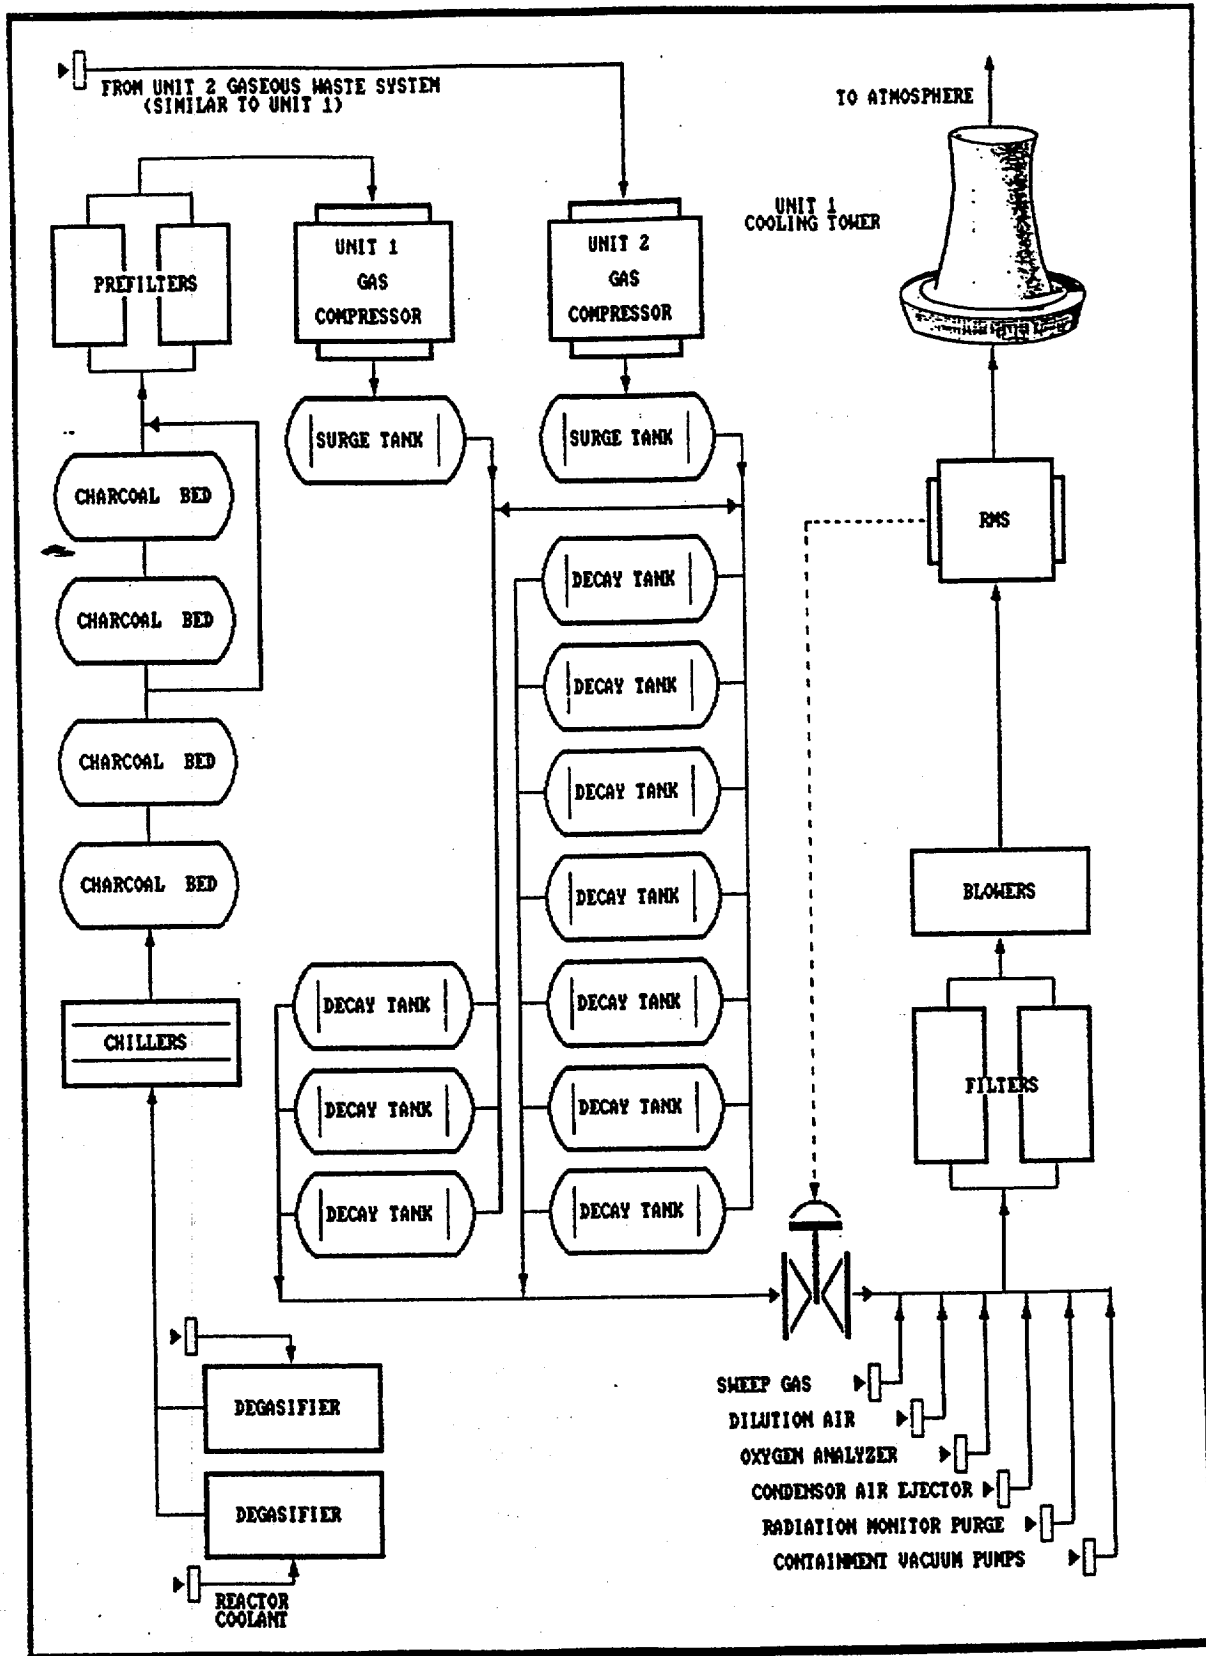 FROM UNIT 2 GASEOUS WASTE SYSTEM
(SIMILAR TO UNIT 1)
TO ATMOSPHERE
UNIT 1
COOLING TOWER
PREFILTERS
UNIT 1
GAS
COMPRESSOR
UNIT 2
GAS
COMPRESSOR
SURGE TANK
SURGE TANK
CHARCOAL BED
CHARCOAL BED
CHARCOAL BED
CHARCOAL BED
CHILLERS
RMS
DECAY TANK
DECAY TANK
DECAY TANK
DECAY TANK
DECAY TANK
DECAY TANK
DECAY TANK
DECAY TANK
DECAY TANK
DECAY TANK
BLOWERS
FILTERS
DEGASIFIER
DEGASIFIER
REACTOR
COOLANT
SWEEP GAS
DILUTION AIR
OXYGEN ANALYZER
CONDENSOR AIR EJECTOR
RADIATION MONITOR PURGE
CONTAINMENT VACUUM PUMPS